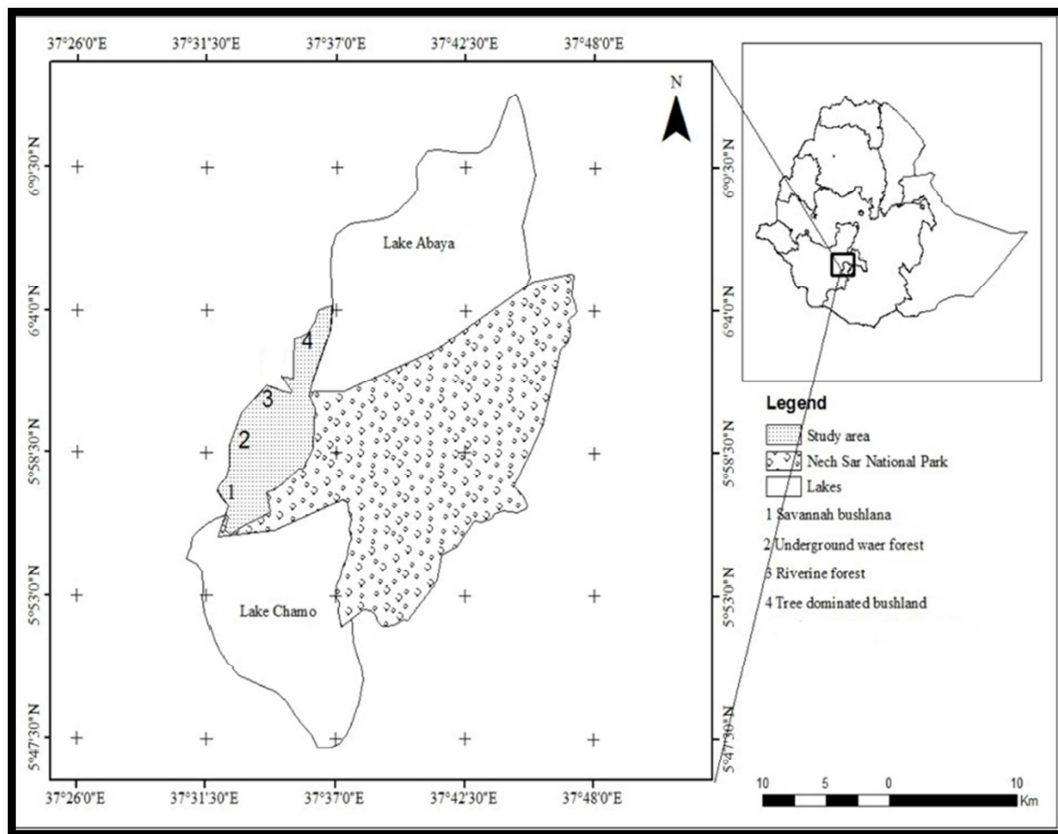 37°26'0"E 37°31'30"E 37°37'0"E 37°42'30"E 37°48'0"E
N
6°9'30"N 6°9'30"N
Lake Abaya
6°4'0"N 6°4'0"N
4
3
2
5°58'30"N 5°58'30"N
1
5°53'0"N 5°53'0"N
Lake Chamo
5°47'30"N 5°47'30"N
37°26'0"E 37°31'30"E 37°37'0"E 37°42'30"E 37°48'0"E
Legend
Study area
Nech Sar National Park
Lakes
1 Savannah bushlana
2 Underground waer forest
3 Riverine forest
4 Tree dominated bushland
10 5 0 10
Km